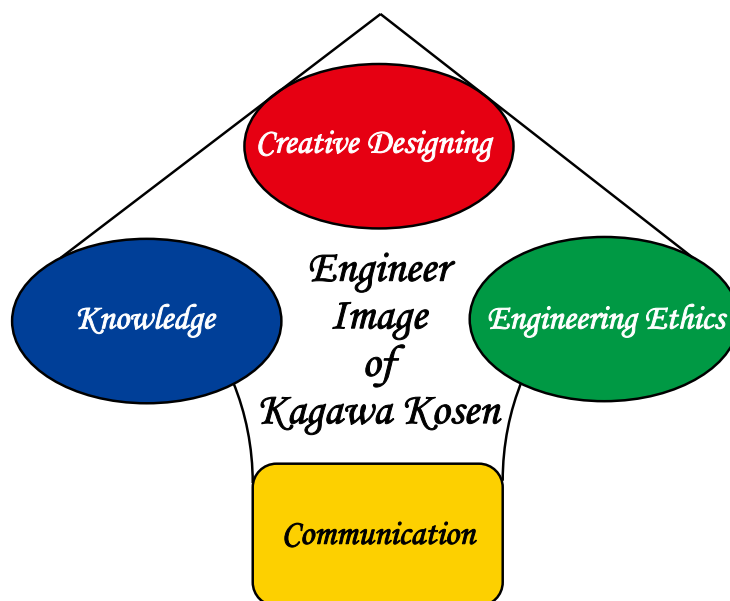 Creative Designing
Engineer
Image
of
Kagawa Kosen
Knowledge
Engineering Ethics
Communication